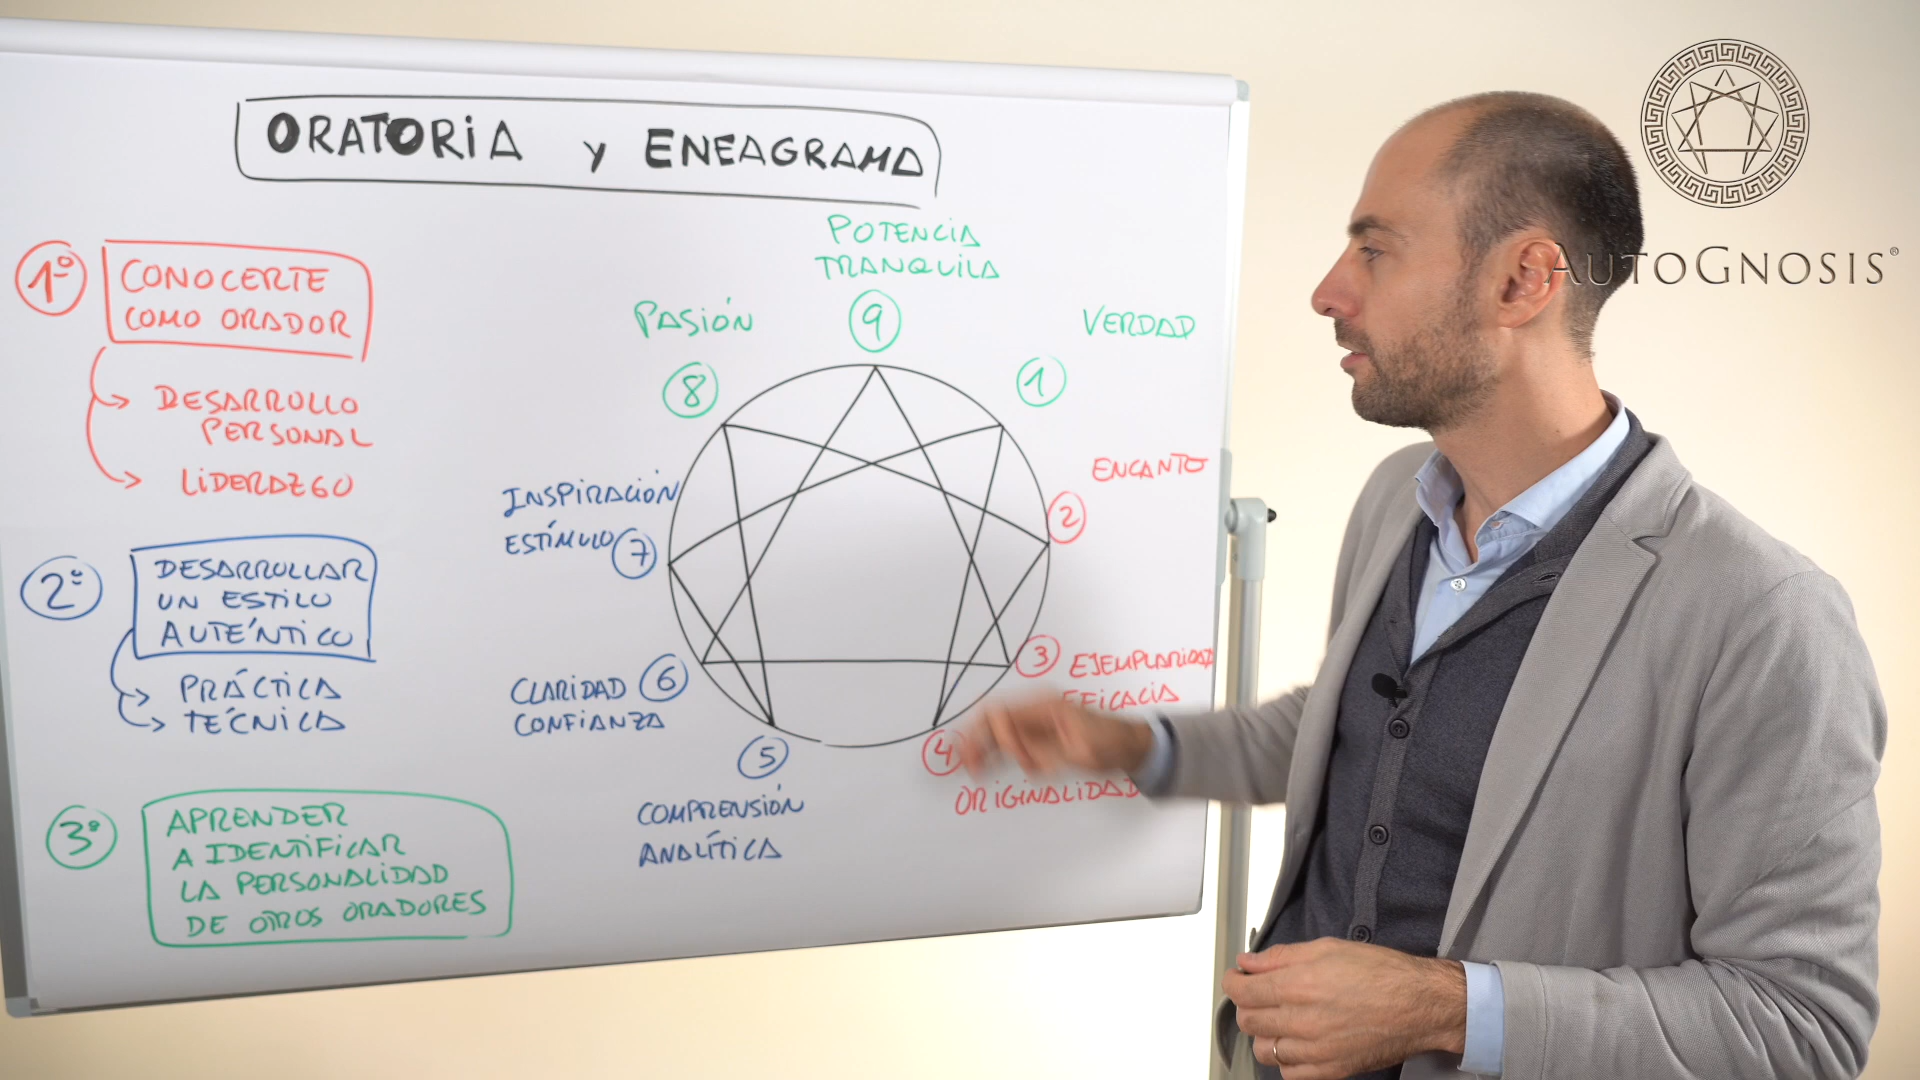 ORATORIA y ENEAGRAMA
1º
CONOCERTE
COMO ORADOR
DESARROLLO
PERSONAL
LIDERAZGO
2º
DESARROLLAR
UN ESTILO
AUTÉNTICO
PRÁCTICA
TÉCNICA
3º
APRENDER
A IDENTIFICAR
LA PERSONALIDAD
DE OTROS ORADORES
POTENCIA
TRANQUILA
9
VERDAD
1
ENCANTO
2
3 EJEMPLARIDAD
EFICACIA
4
ORIGINALIDAD
5
COMPRENSIÓN
ANALÍTICA
CLARIDAD 6
CONFIANZA
INSPIRACIÓN
ESTÍMULO 7
PASIÓN
8
AUTOGNOSIS®